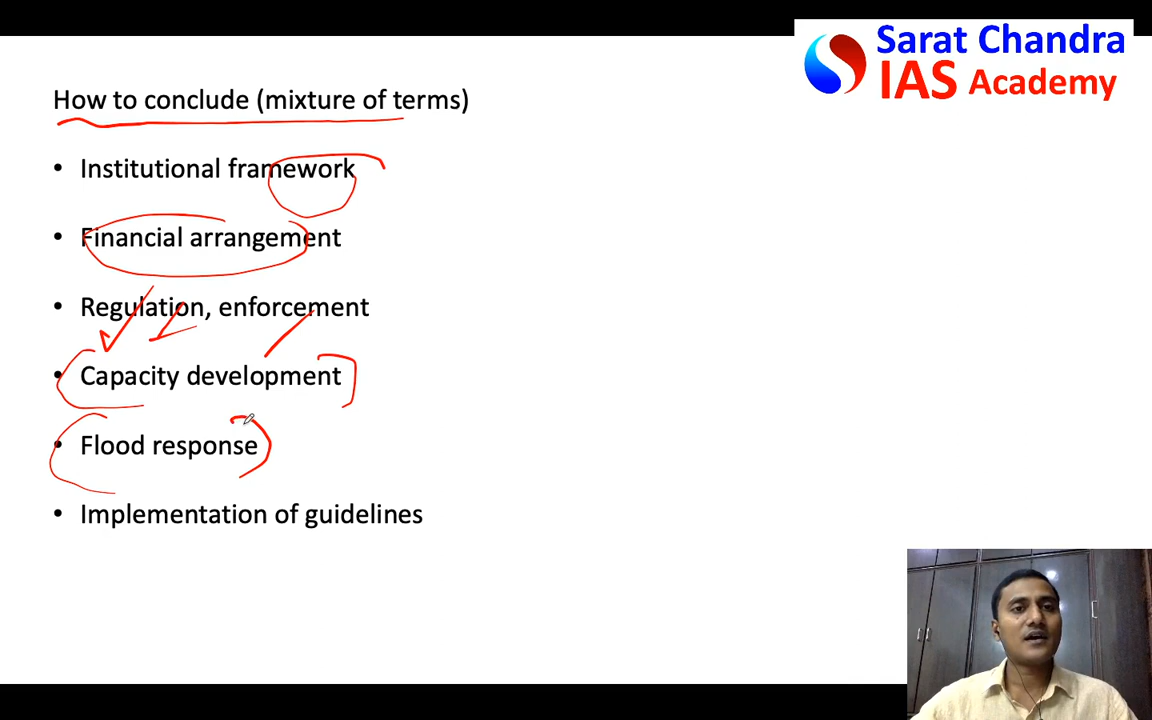 Sarat Chandra
IAS Academy
How to conclude (mixture of terms)
• Institutional framework
• Financial arrangement
• Regulation, enforcement
• Capacity development
• Flood response
• Implementation of guidelines